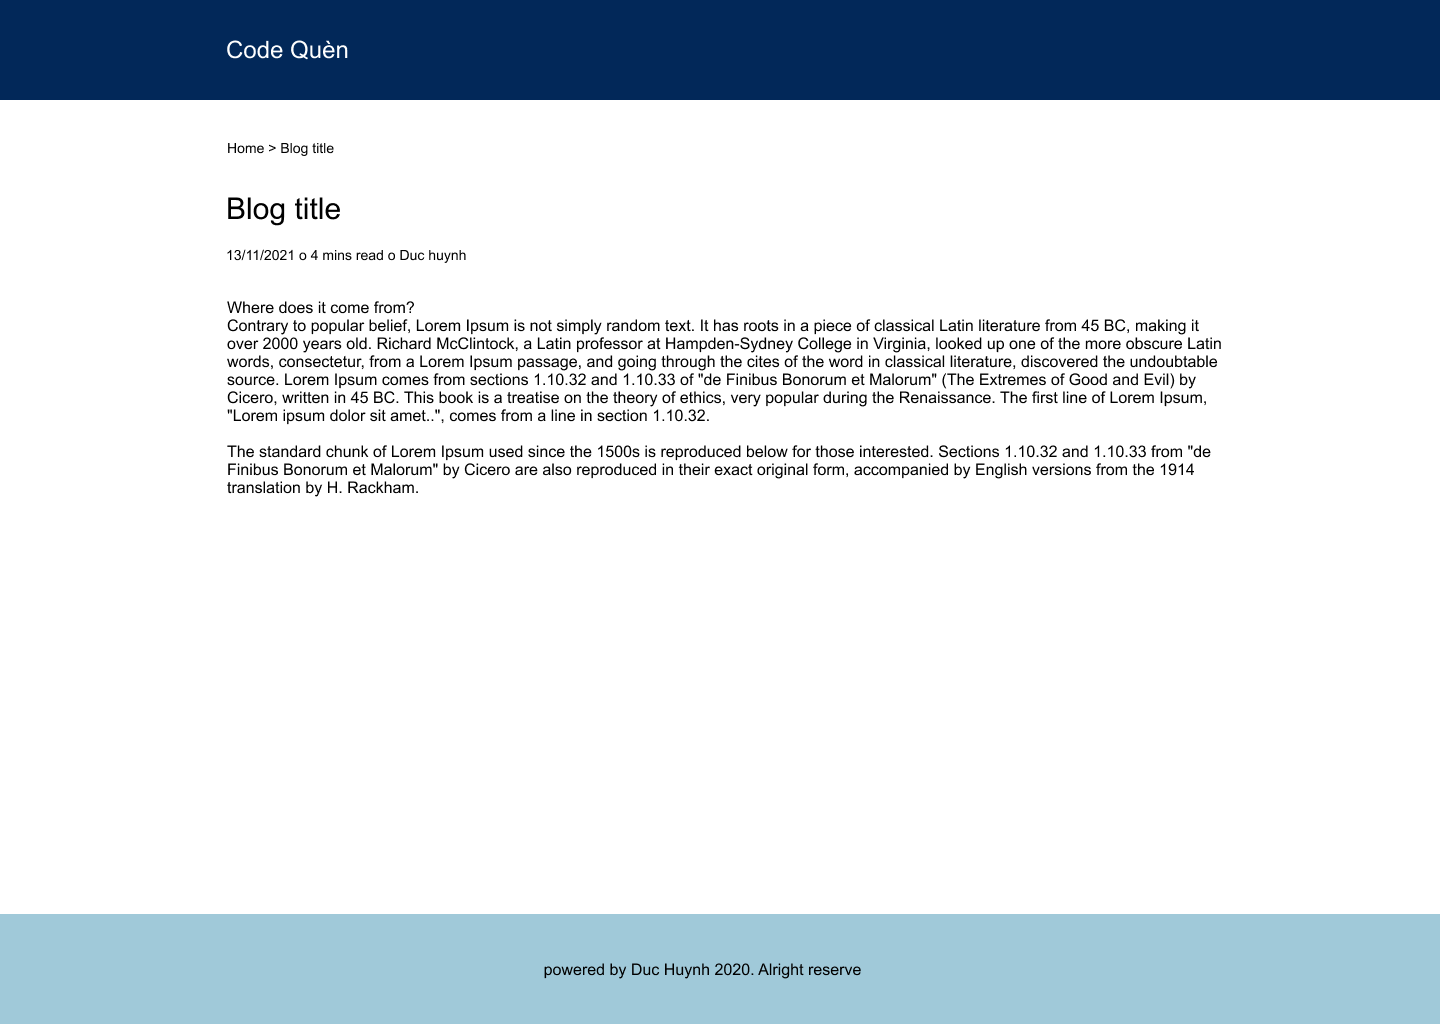 Code Quèn
Home > Blog title
Blog title
13/11/2021 o 4 mins read o Duc huynh
Where does it come from?
Contrary to popular belief, Lorem Ipsum is not simply random text. It has roots in a piece of classical Latin literature from 45 BC, making it
over 2000 years old. Richard McClintock, a Latin professor at Hampden-Sydney College in Virginia, looked up one of the more obscure Latin
words, consectetur, from a Lorem Ipsum passage, and going through the cites of the word in classical literature, discovered the undoubtable
source. Lorem Ipsum comes from sections 1.10.32 and 1.10.33 of "de Finibus Bonorum et Malorum" (The Extremes of Good and Evil) by
Cicero, written in 45 BC. This book is a treatise on the theory of ethics, very popular during the Renaissance. The first line of Lorem Ipsum,
"Lorem ipsum dolor sit amet..", comes from a line in section 1.10.32.
The standard chunk of Lorem Ipsum used since the 1500s is reproduced below for those interested. Sections 1.10.32 and 1.10.33 from "de
Finibus Bonorum et Malorum" by Cicero are also reproduced in their exact original form, accompanied by English versions from the 1914
translation by H. Rackham.
powered by Duc Huynh 2020. Alright reserve